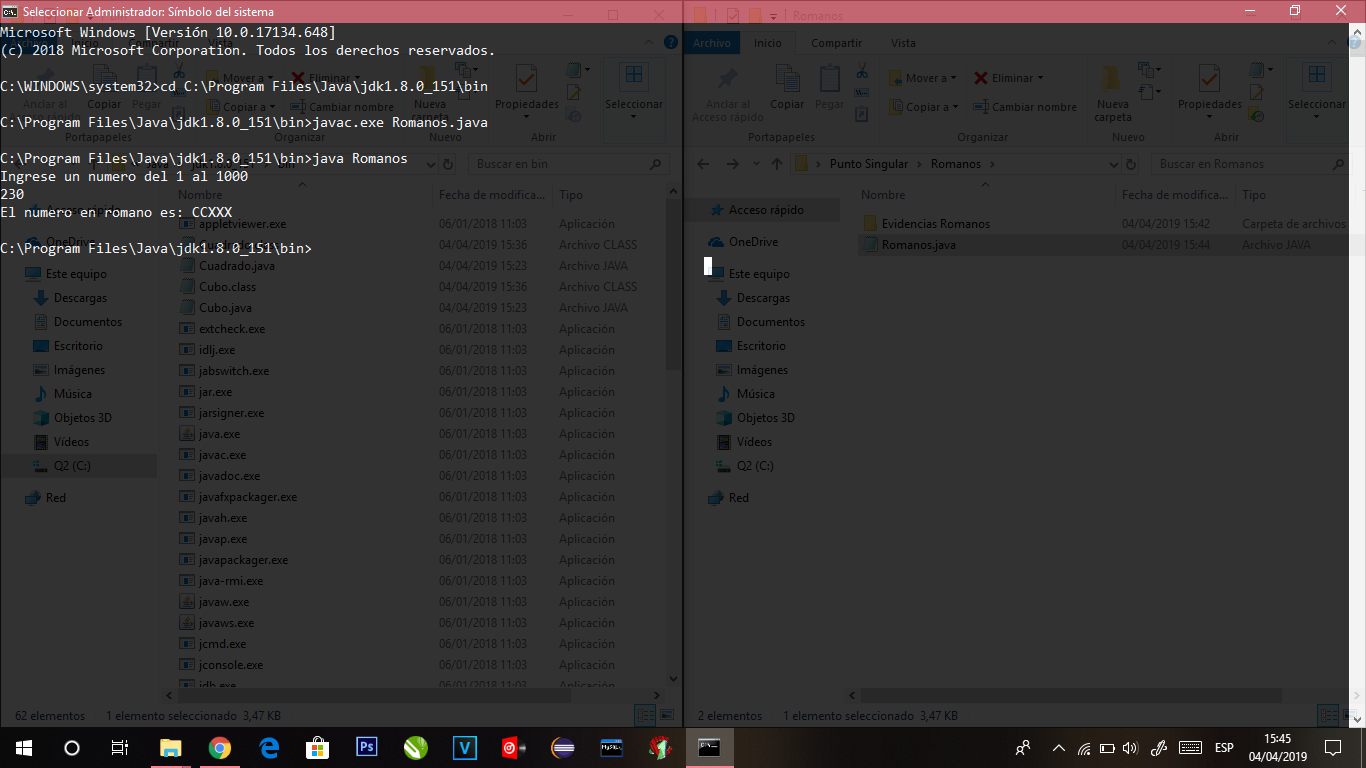 Seleccionar Administrador: Símbolo del sistema
Microsoft Windows [Versión 10.0.17134.648]
(c) 2018 Microsoft Corporation. Todos los derechos reservados.
C:\WINDOWS\system32>cd C:\Program Files\Java\jdk1.8.0_151\bin
C:\Program Files\Java\jdk1.8.0_151\bin>javac.exe Romanos.java
C:\Program Files\Java\jdk1.8.0_151\bin>java Romanos
Ingrese un numero del 1 al 1000
230
El numero en romano es: CCXXX
C:\Program Files\Java\jdk1.8.0_151\bin>
Anclar al Acceso rápido
Copiar
Pegar
Mover a
Copiar a
Eliminar
Cambiar nombre
Nueva carpeta
Propiedades
Seleccionar
Portapapeles
Organizar
Nuevo
Abrir
Buscar en bin
Nombre
Fecha de modifica...
Tipo
OneDrive
Este equipo
Descargas
Documentos
Escritorio
Imágenes
Música
Objetos 3D
Vídeos
Q2 (C:)
Red
appletviewer.exe 06/01/2018 11:03 Aplicación
04/04/2019 15:36 Archivo CLASS
Cuadrado.java 04/04/2019 15:23 Archivo JAVA
Cubo.class 04/04/2019 15:36 Archivo CLASS
Cubo.java 04/04/2019 15:23 Archivo JAVA
extcheck.exe 06/01/2018 11:03 Aplicación
idlj.exe 06/01/2018 11:03 Aplicación
jabswitch.exe 06/01/2018 11:03 Aplicación
jar.exe 06/01/2018 11:03 Aplicación
jarsigner.exe 06/01/2018 11:03 Aplicación
java.exe 06/01/2018 11:03 Aplicación
javac.exe 06/01/2018 11:03 Aplicación
javadoc.exe 06/01/2018 11:03 Aplicación
javafxpackager.exe 06/01/2018 11:03 Aplicación
javah.exe 06/01/2018 11:03 Aplicación
javap.exe 06/01/2018 11:03 Aplicación
javapackager.exe 06/01/2018 11:03 Aplicación
java-rmi.exe 06/01/2018 11:03 Aplicación
javaw.exe 06/01/2018 11:03 Aplicación
javaws.exe 06/01/2018 11:03 Aplicación
jcmd.exe 06/01/2018 11:03 Aplicación
jconsole.exe 06/01/2018 11:03 Aplicación
jdb.exe 06/01/2018 11:03 Aplicación
62 elementos 1 elemento seleccionado 3,47 KB
Romanos
Archivo Inicio Compartir Vista
Anclar al Acceso rápido
Copiar
Pegar
Mover a
Copiar a
Eliminar
Cambiar nombre
Nueva carpeta
Propiedades
Seleccionar
Portapapeles
Organizar
Nuevo
Abrir
Punto Singular Romanos
Buscar en Romanos
Nombre
Fecha de modifica...
Tipo
Acceso rápido
OneDrive
Este equipo
Descargas
Documentos
Escritorio
Imágenes
Música
Objetos 3D
Vídeos
Q2 (C:)
Red
Evidencias Romanos 04/04/2019 15:42 Carpeta de archivos
Romanos.java 04/04/2019 15:44 Archivo JAVA
2 elementos 1 elemento seleccionado 3,47 KB
Ps
V
MySQL
ESP
15:45
04/04/2019